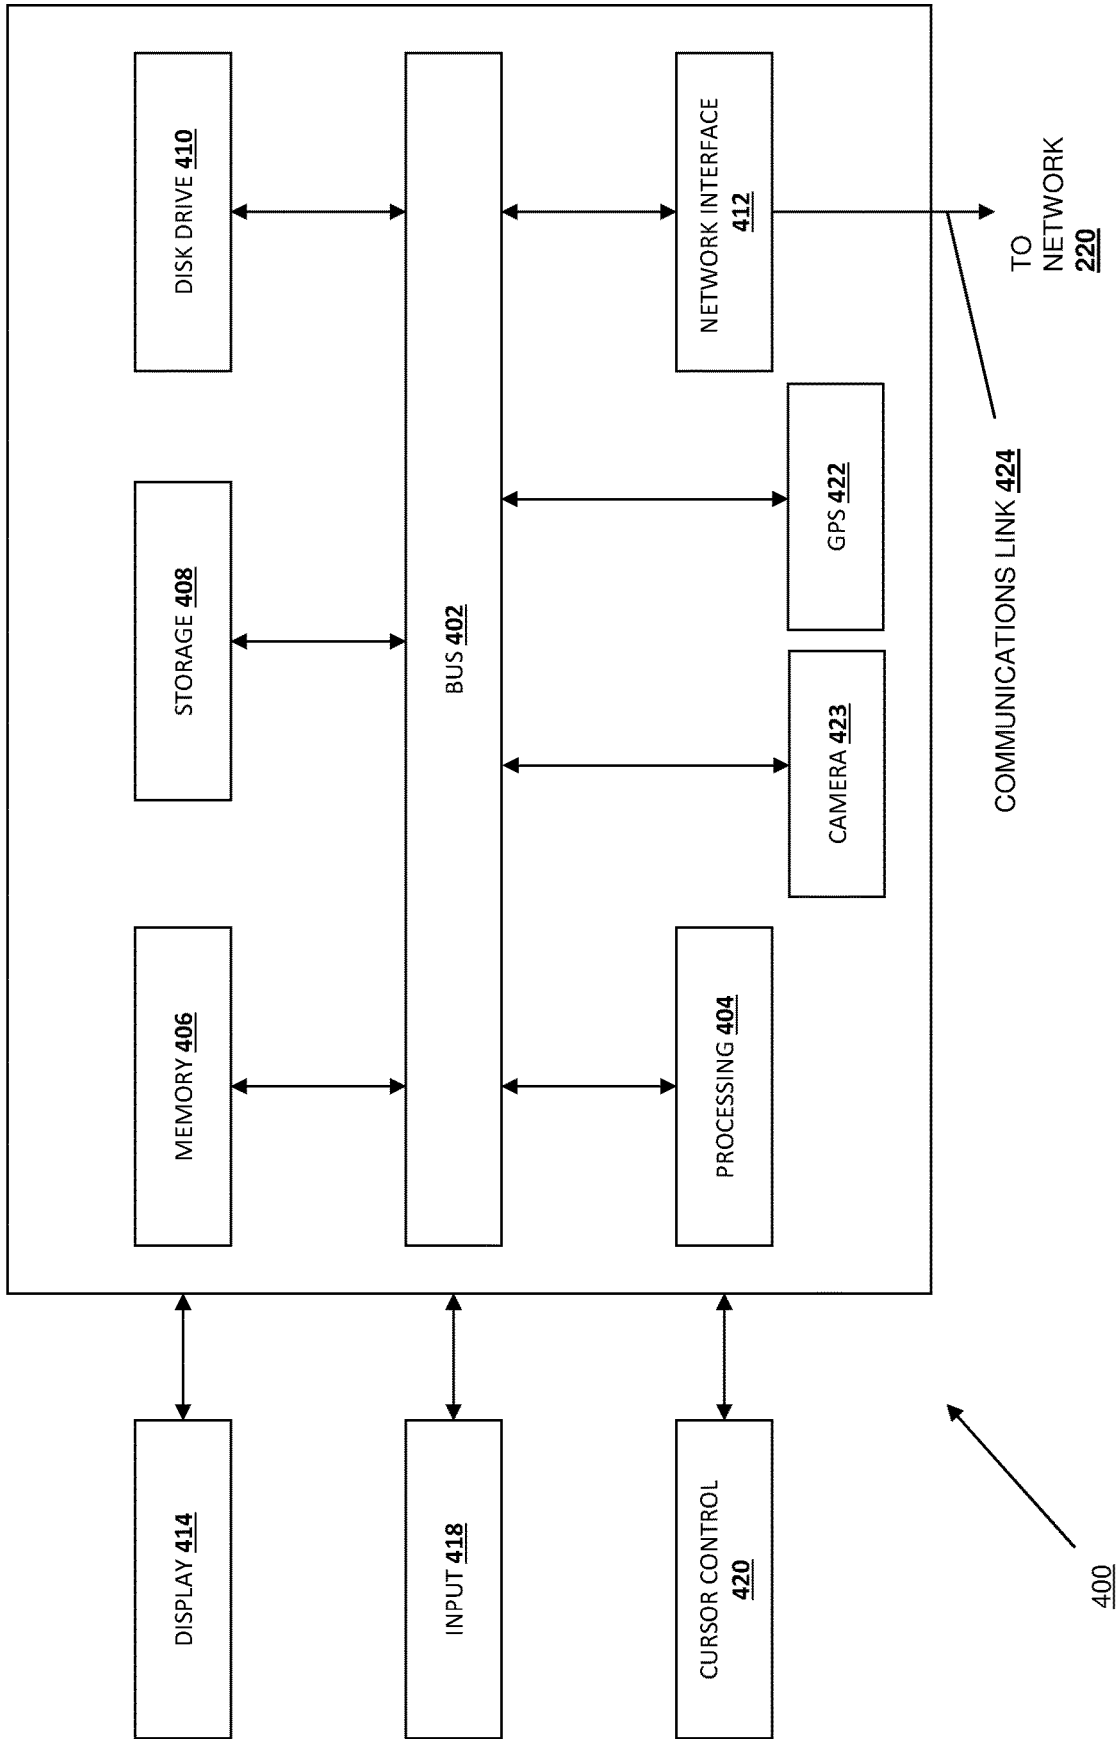 DISPLAY 414
MEMORY 406
STORAGE 408
DISK DRIVE 410
INPUT 418
BUS 402
CURSOR CONTROL
420
PROCESSING 404
CAMERA 423
GPS 422
NETWORK INTERFACE
412
COMMUNICATIONS LINK 424
TO
NETWORK
220
400